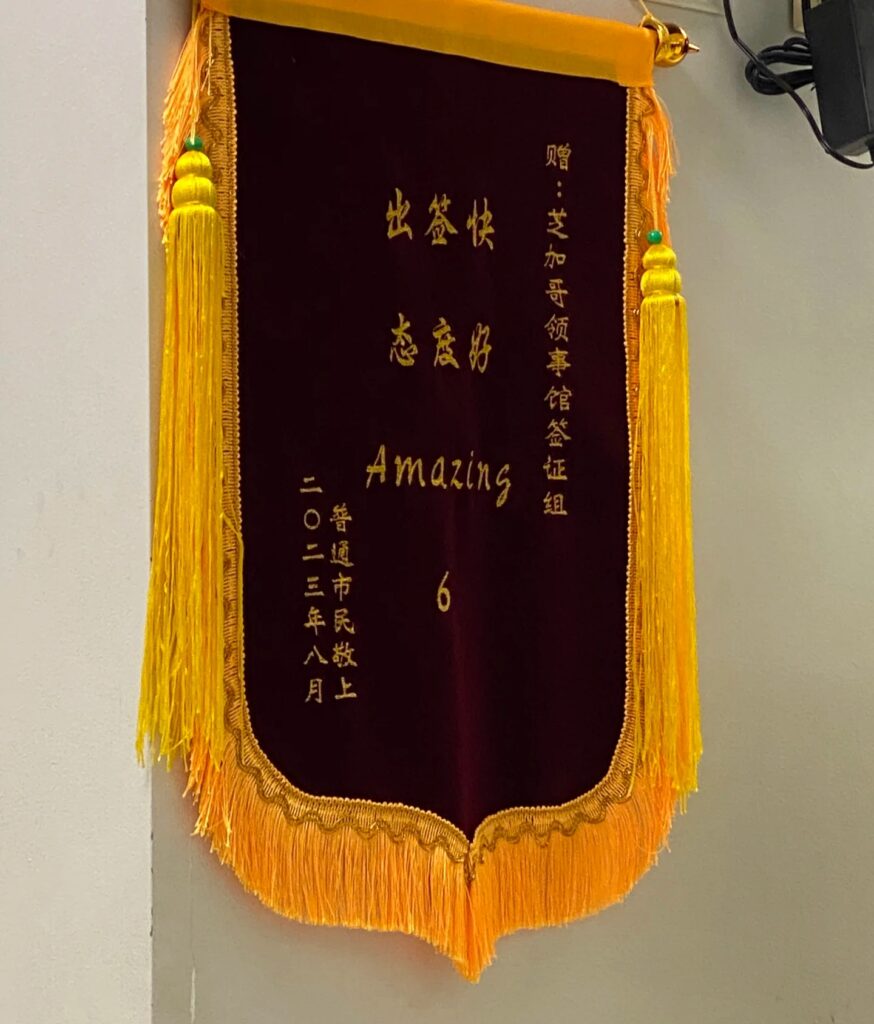 赠：芝加哥领事馆签证组
出签快
态度好
Amazing
6
普通市民敬上
二〇二三年八月